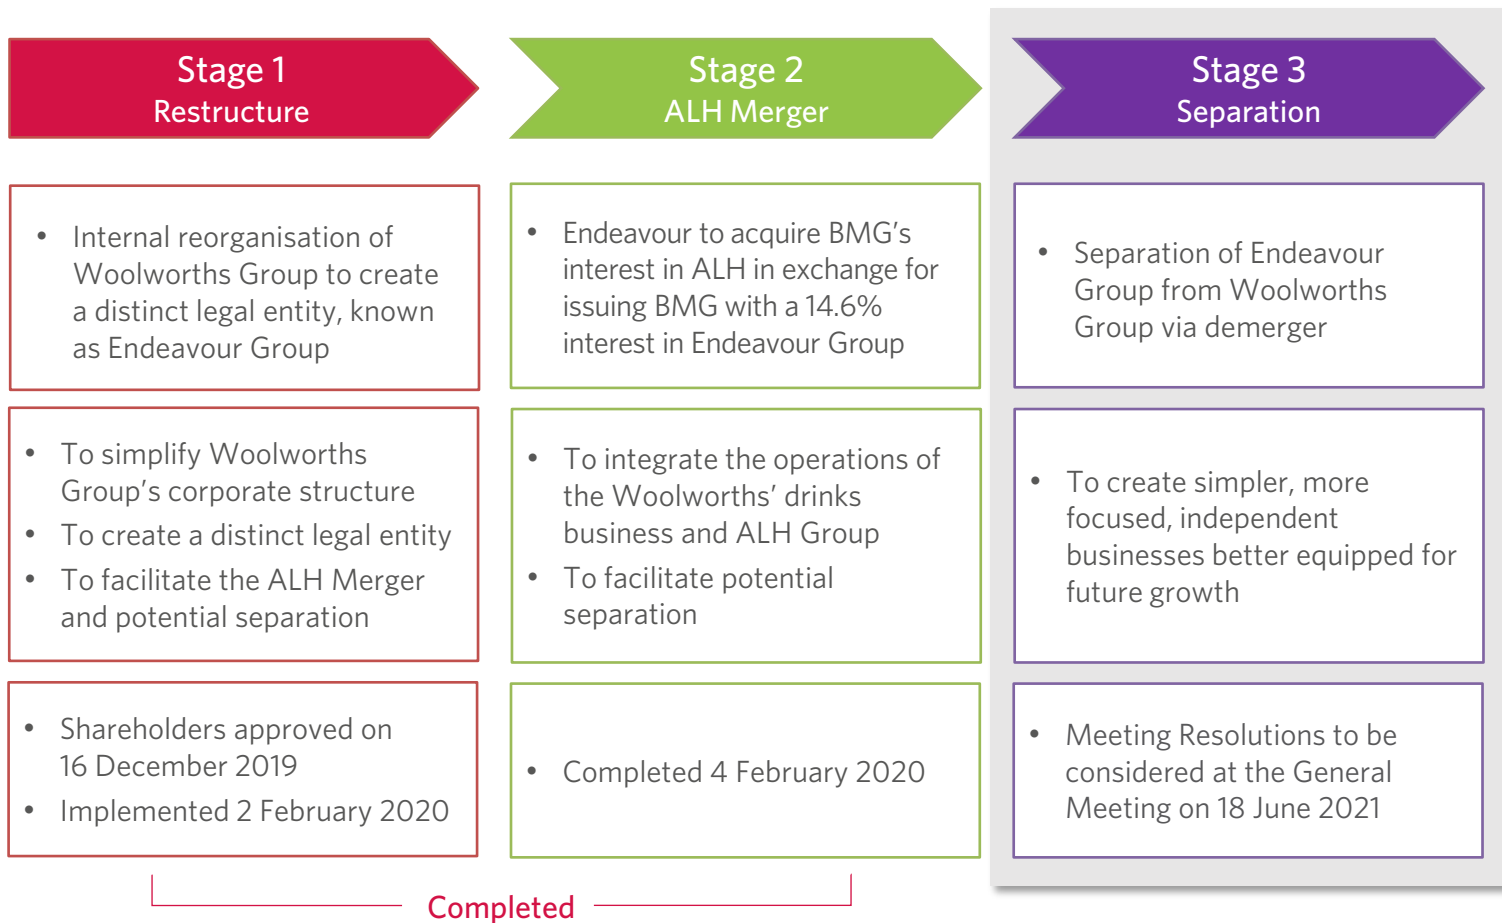 Stage 1
Restructure
Stage 2
ALH Merger
Stage 3
Separation
• Internal reorganisation of
Woolworths Group to create
a distinct legal entity, known
as Endeavour Group
• Endeavour to acquire BMG's
interest in ALH in exchange for
issuing BMG with a 14.6%
interest in Endeavour Group
• Separation of Endeavour
Group from Woolworths
Group via demerger
• To simplify Woolworths
Group's corporate structure
• To create a distinct legal entity
• To facilitate the ALH Merger
and potential separation
• To integrate the operations of
the Woolworths' drinks
business and ALH Group
• To facilitate potential
separation
• To create simpler, more
focused, independent
businesses better equipped for
future growth
• Shareholders approved on
16 December 2019
• Implemented 2 February 2020
• Completed 4 February 2020
• Meeting Resolutions to be
considered at the General
Meeting on 18 June 2021
Completed